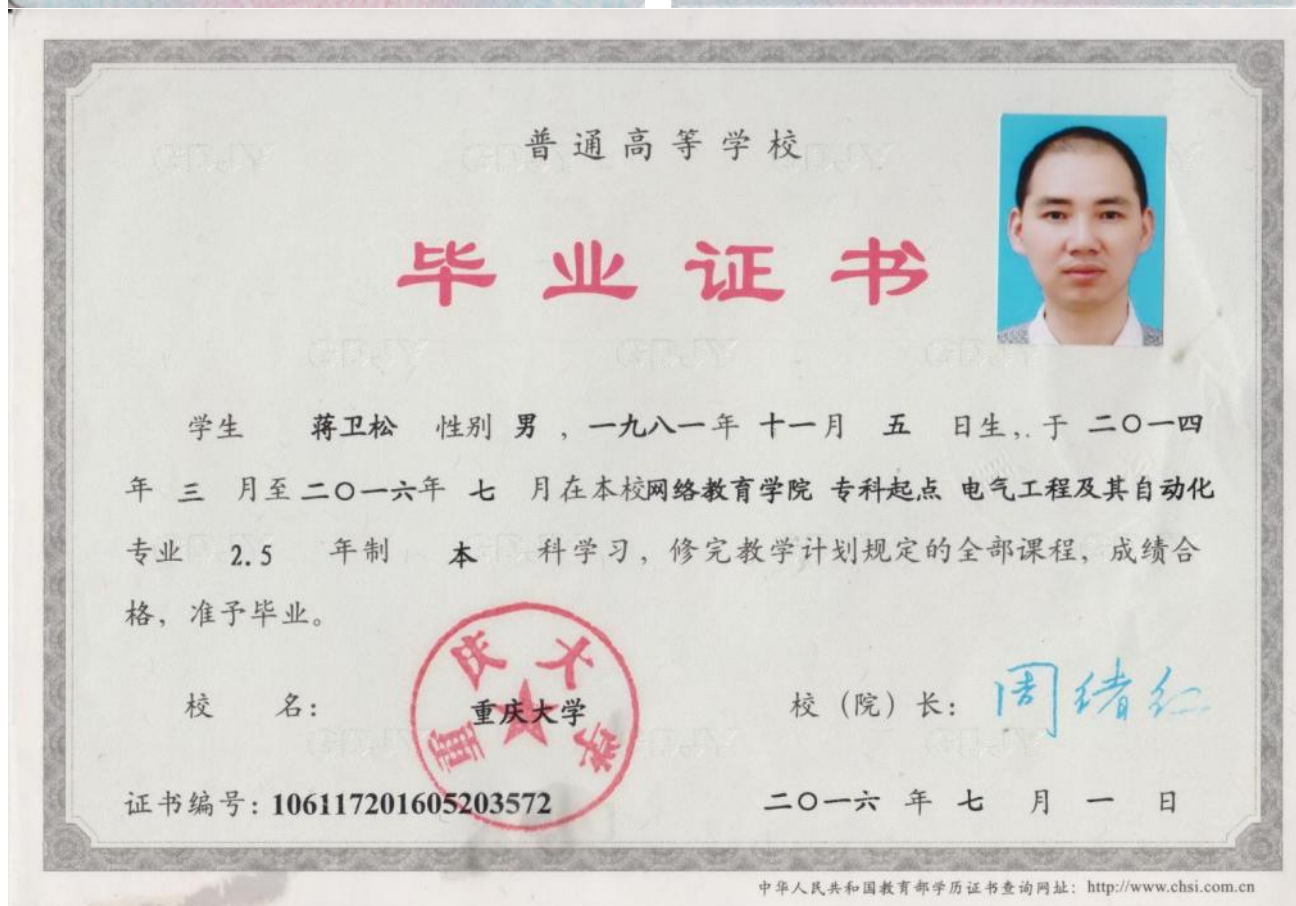 普通高等学校
毕业证书
学生 蒋卫松 性别 男 ，一九八一年 十一月 五 日生,. 于 二〇一四
年 三 月至 二〇一六年 七 月在本校网络教育学院 专科起点 电气工程及其自动化
专业 2.5 年制 本 科学习，修完教学计划规定的全部课程，成绩合
格，准予毕业。
校 名： 重庆大学 校（院）长： 周绪红
重庆大学
证书编号：106117201605203572 二〇一六 年 七 月 一 日
中华人民共和国教育部学历证书查询网址：http://www.chsi.com.cn